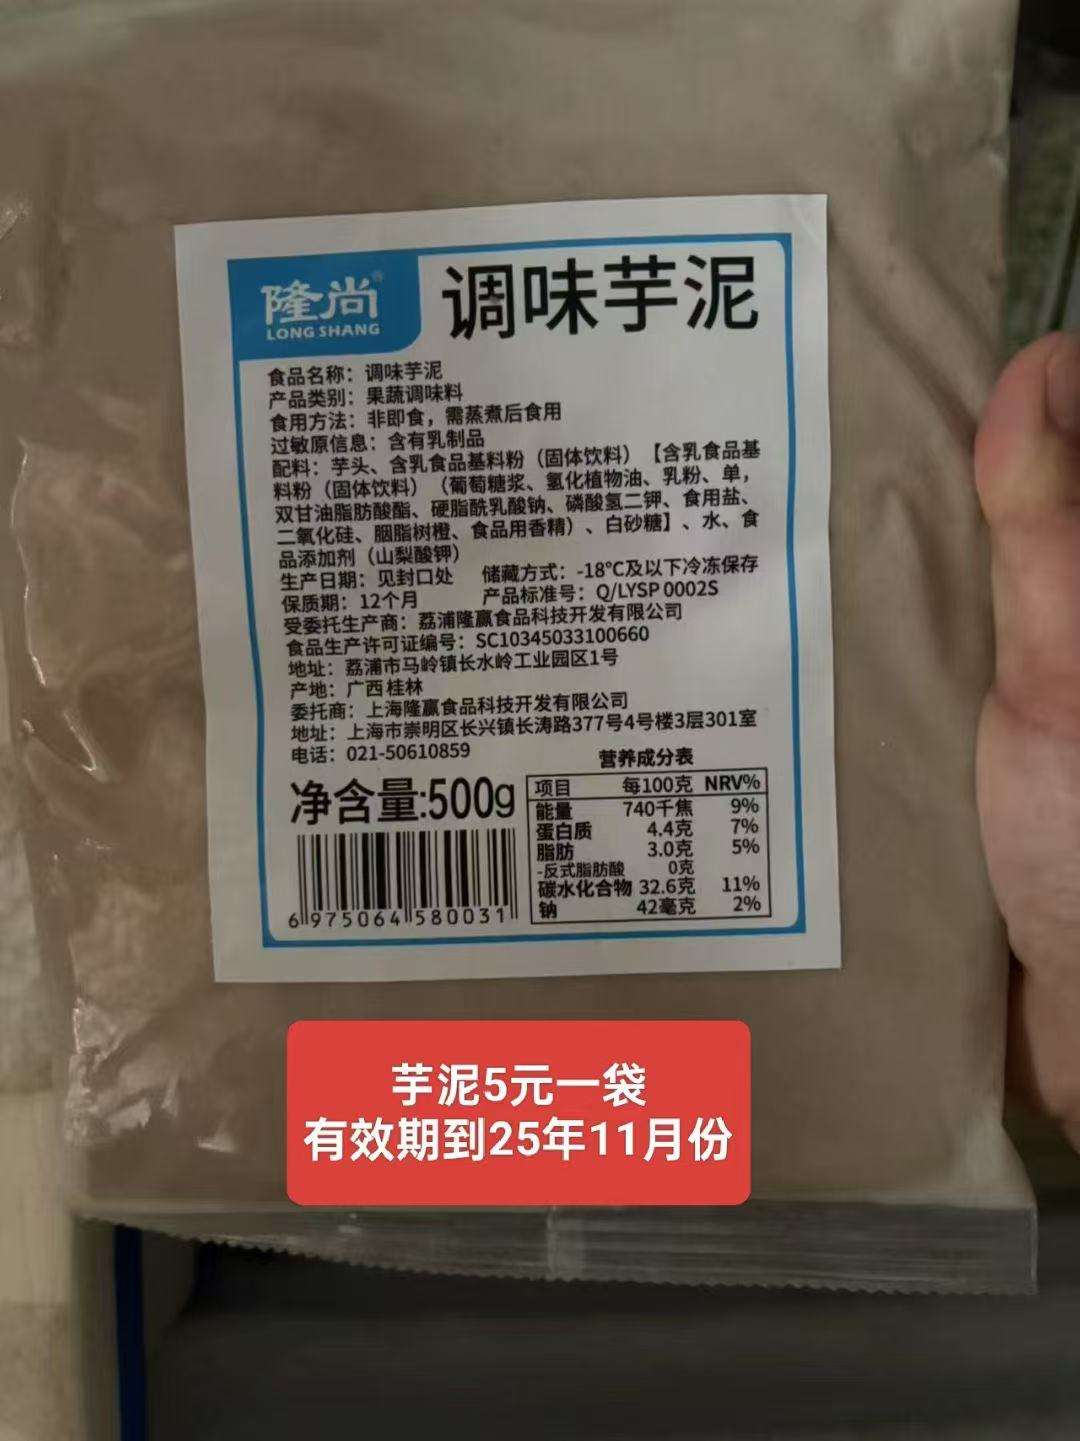 隆尚®
LONG SHANG
调味芋泥
食品名称：调味芋泥
产品类别：果蔬调味料
食用方法：非即食，需蒸煮后食用
过敏原信息：含有乳制品
配料：芋头、含乳食品基料粉（固体饮料）【含乳食品基
料粉（固体饮料）（葡萄糖浆、氢化植物油、乳粉、单，
双甘油脂肪酸酯、硬脂酰乳酸钠、磷酸氢二钾、食用盐、
二氧化硅、胭脂树橙、食品用香精）、白砂糖】、水、食
品添加剂（山梨酸钾）
生产日期：见封口处 储藏方式：-18℃及以下冷冻保存
保质期：12个月 产品标准号：Q/LYSP 0002S
受委托生产商：荔浦隆赢食品科技开发有限公司
食品生产许可证编号：SC10345033100660
地址：荔浦市马岭镇长水岭工业园区1号
产地：广西桂林
委托商：上海隆赢食品科技开发有限公司
地址：上海市崇明区长兴镇长涛路377号4号楼3层301室
电话：021-50610859
净含量:500g
6 975064 580031
营养成分表
项目 每100克 NRV%
能量 740千焦 9%
蛋白质 4.4克 7%
脂肪 3.0克 5%
-反式脂肪酸 0克
碳水化合物 32.6克 11%
钠 42毫克 2%
芋泥5元一袋
有效期到25年11月份